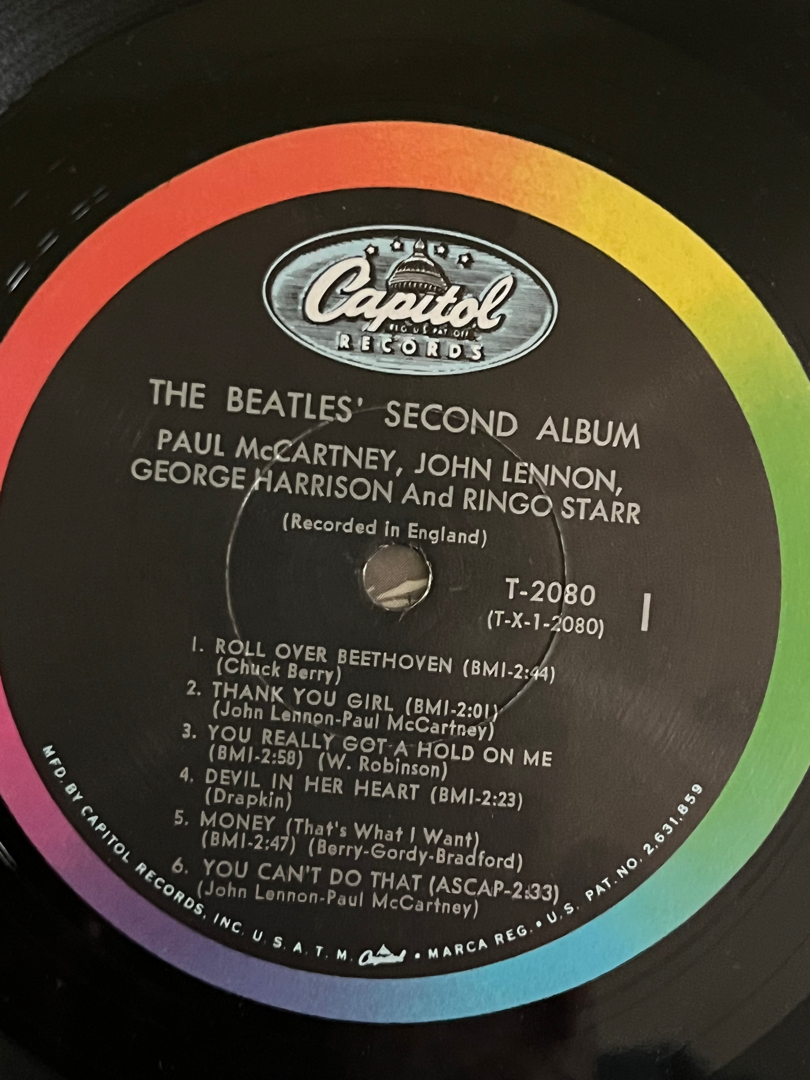 Capitol
REG. U.S. PAT. OFF.
RECORDS
THE BEATLES' SECOND ALBUM
PAUL McCARTNEY, JOHN LENNON,
GEORGE HARRISON And RINGO STARR
(Recorded in England)
T-2080
(T-X-1-2080)
1
1. ROLL OVER BEETHOVEN (BMI-2:44)
(Chuck Berry)
2. THANK YOU GIRL (BMI-2:01)
(John Lennon-Paul McCartney)
3. YOU REALLY GOT A HOLD ON ME
(BMI-2:58) (W. Robinson)
4. DEVIL IN HER HEART (BMI-2:23)
(Drapkin)
5. MONEY (That's What I Want)
(BMI-2:47) (Berry-Gordy-Bradford)
6. YOU CAN'T DO THAT (ASCAP-2:33)
(John Lennon-Paul McCartney)
MFD. BY CAPITOL RECORDS, INC. U. S. A. T. M. Capitol • MARCA REG. • U.S. PAT. NO. 2,631,859